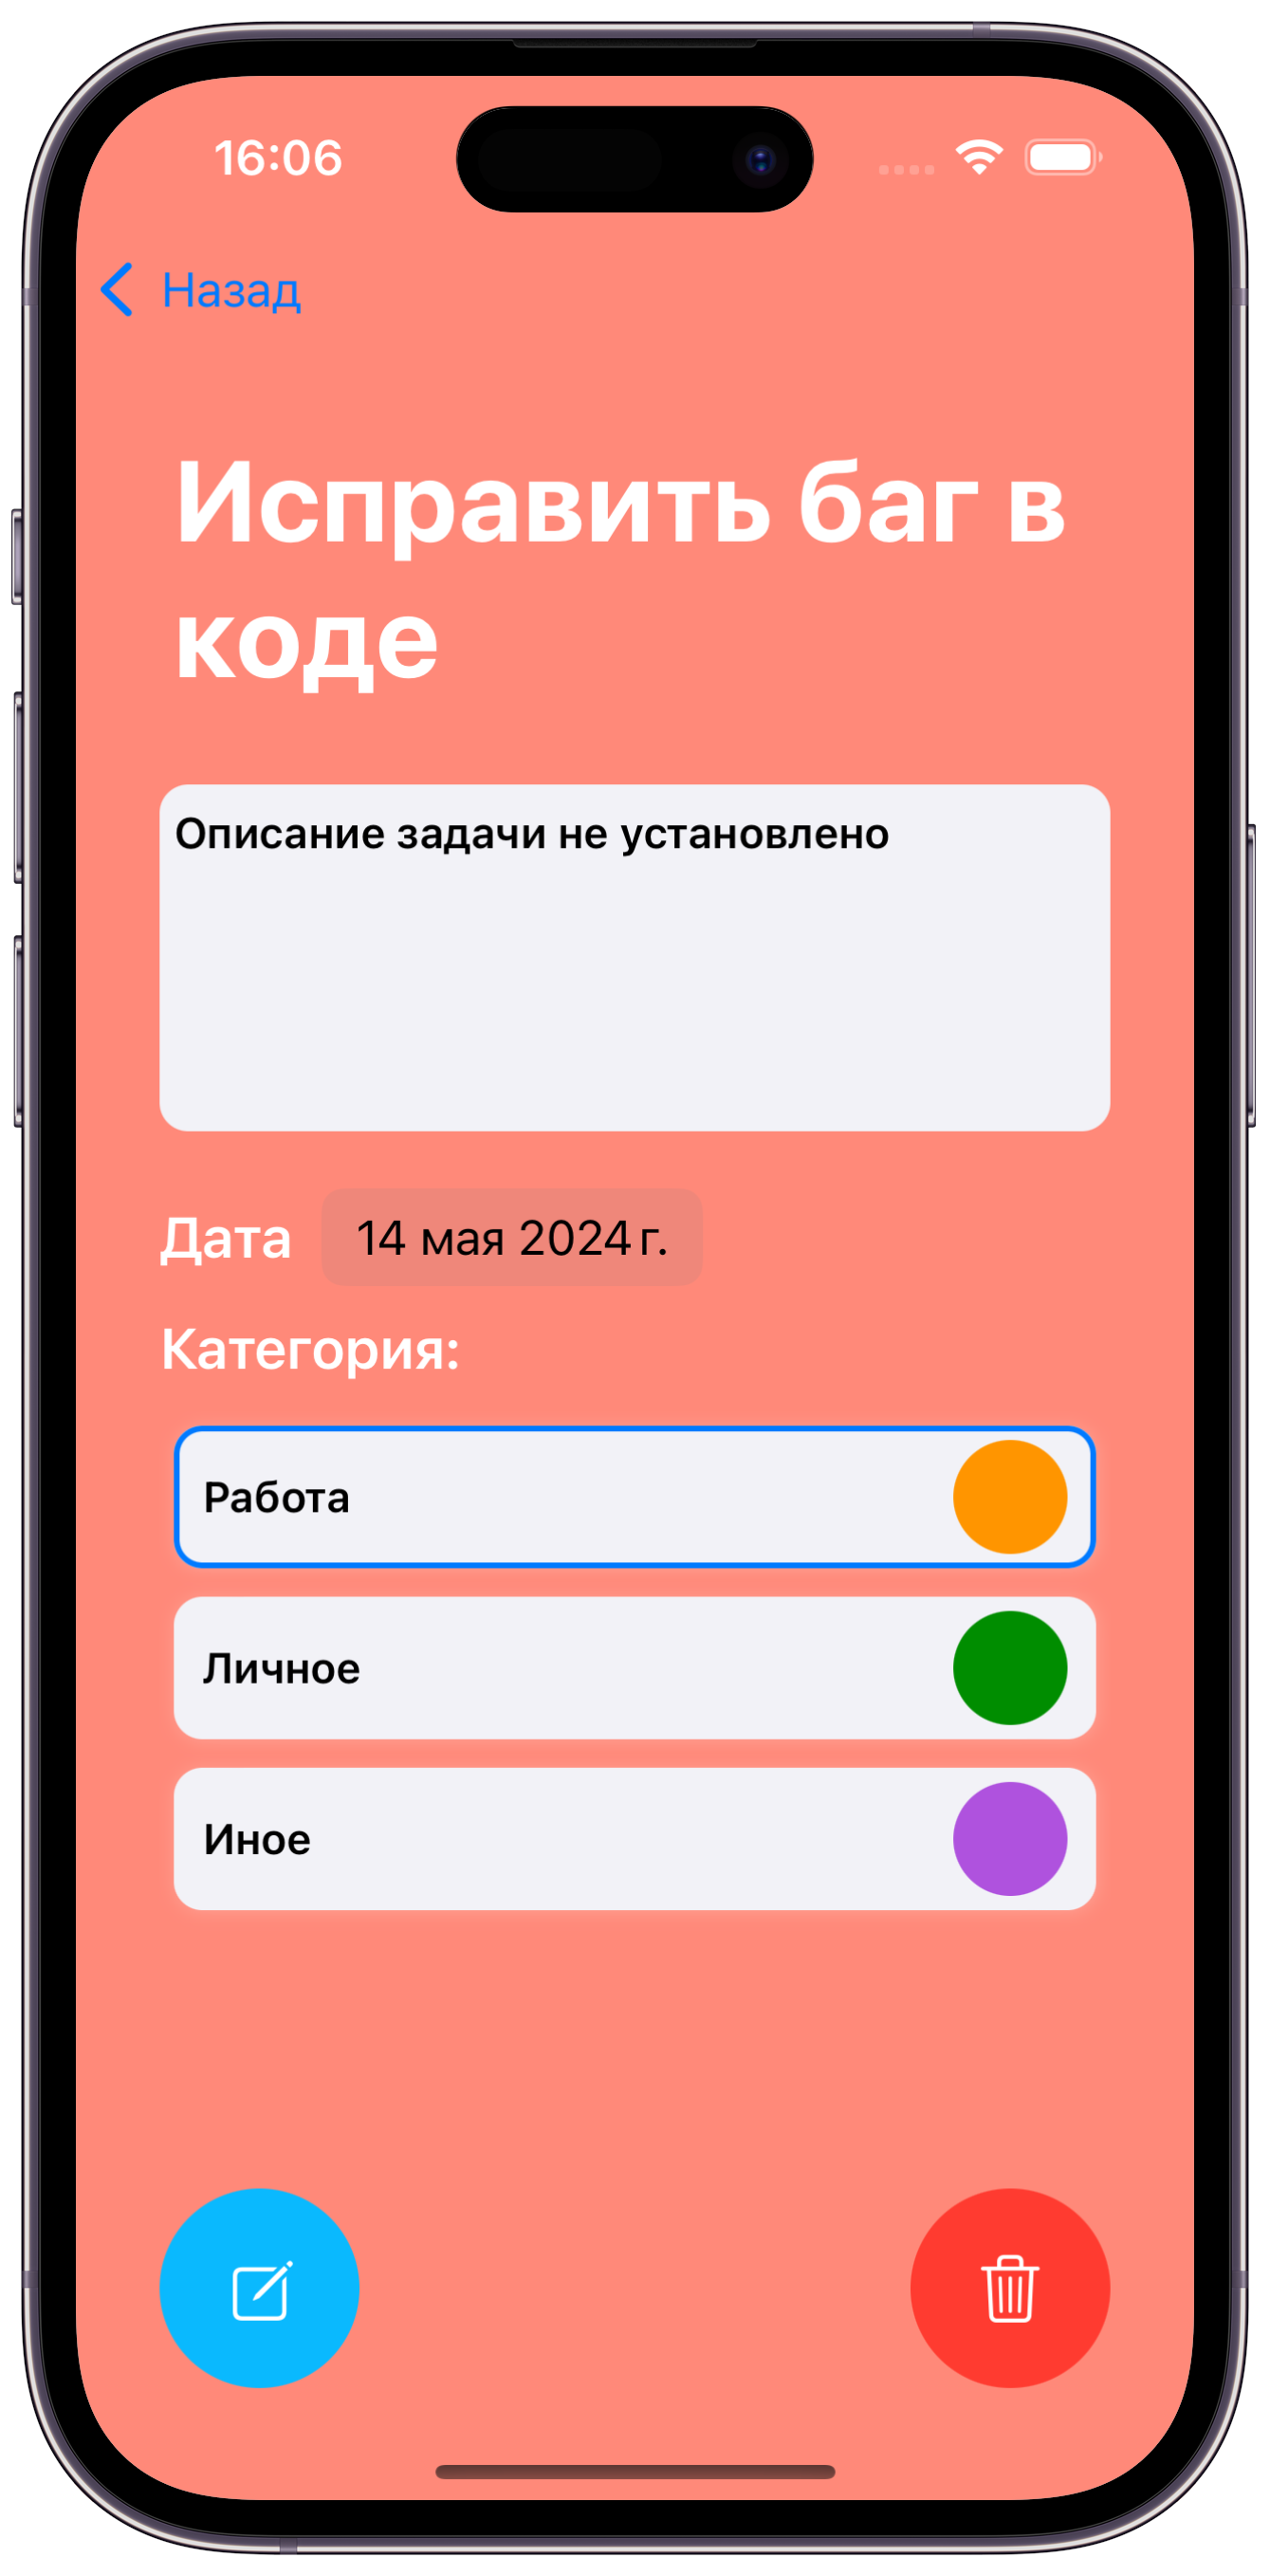 16:06
Назад
Исправить баг в
коде
Описание задачи не установлено
Дата 14 мая 2024 г.
Категория:
Работа
Личное
Иное